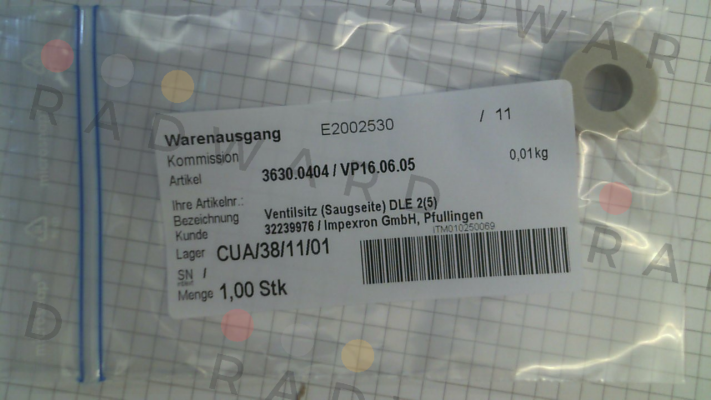 Warenausgang E2002530 / 11
Kommission
Artikel 3630.0404 / VP16.06.05 0,01kg
Ihre Artikelnr.:
Bezeichnung Ventilsitz (Saugseite) DLE 2(5)
Kunde 32239976 / Impexron GmbH, Pfullingen
ITM010250069
Lager CUA/38/11/01
SN /
Menge 1,00 Stk
RADWARD